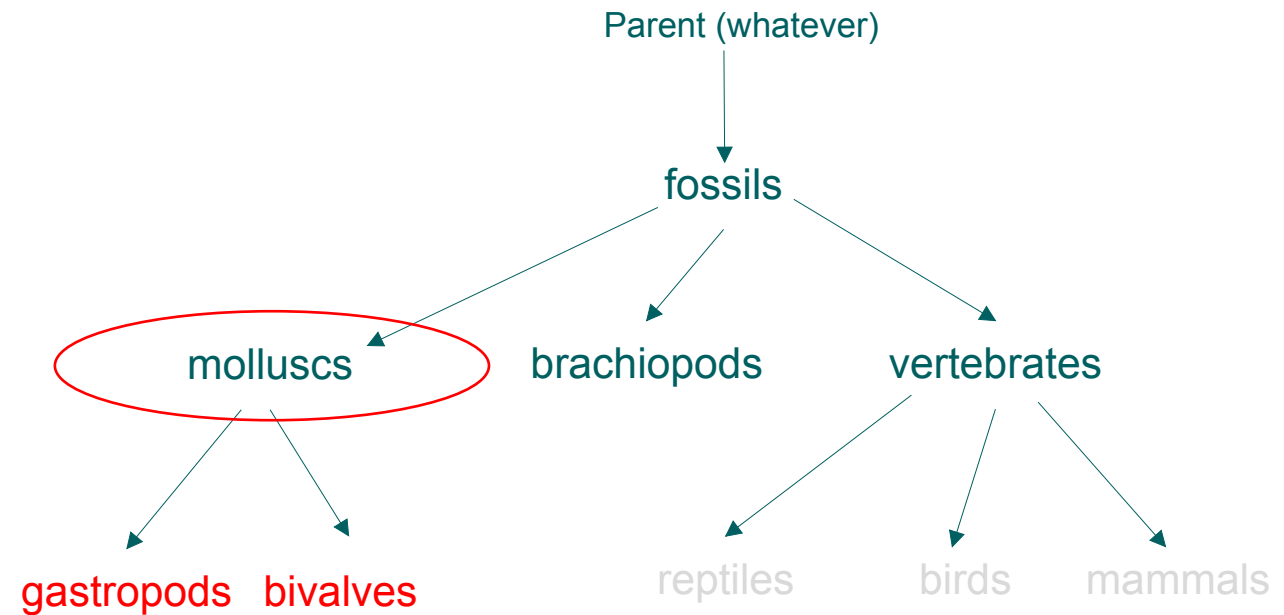 Parent (whatever)
fossils
molluscs brachiopods vertebrates
gastropods bivalves reptiles birds mammals